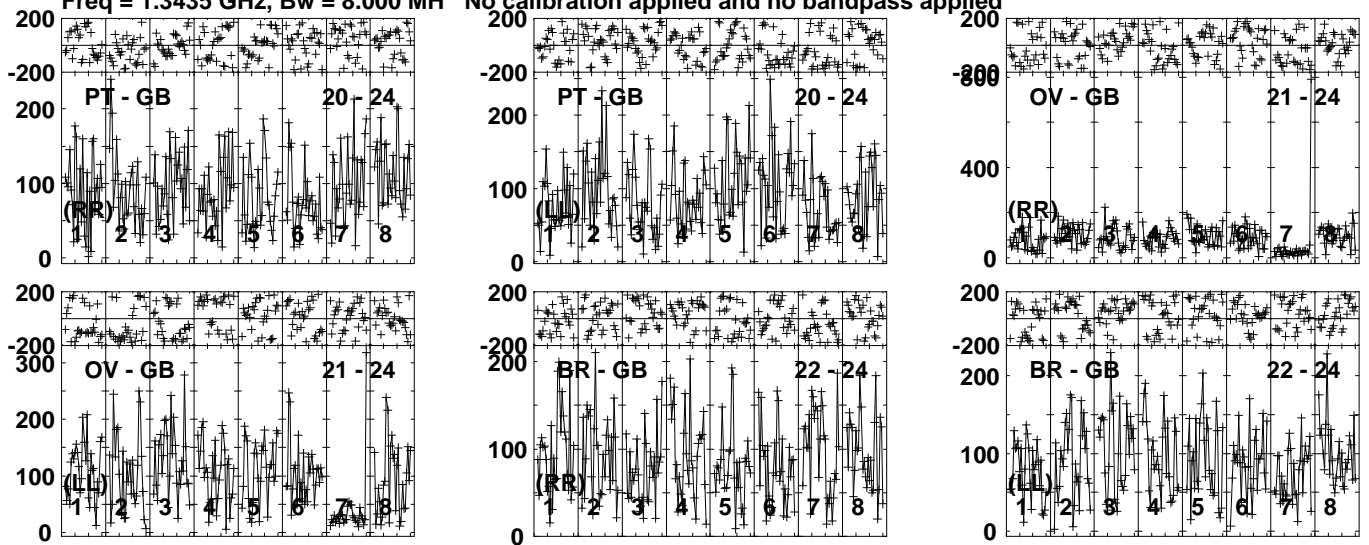 Freq = 1.3435 GHz, Bw = 8.000 MH No calibration applied and no bandpass applied
200 200 200
-200 -200 -200
800
PT - GB 20 - 24 PT - GB 20 - 24 OV - GB 21 - 24
200 200 400
100 100 200
(RR) (LL) (RR)
1 2 3 4 5 6 7 8 1 2 3 4 5 6 7 8 1 2 3 4 5 6 7 8
0 0 0
200 200 200
-200 -200 -200
300
OV - GB 21 - 24 BR - GB 22 - 24 BR - GB 22 - 24
200 200 200
100 100 100
(LL) (RR) (LL)
1 2 3 4 5 6 7 8 1 2 3 4 5 6 7 8 1 2 3 4 5 6 7 8
0 0 0